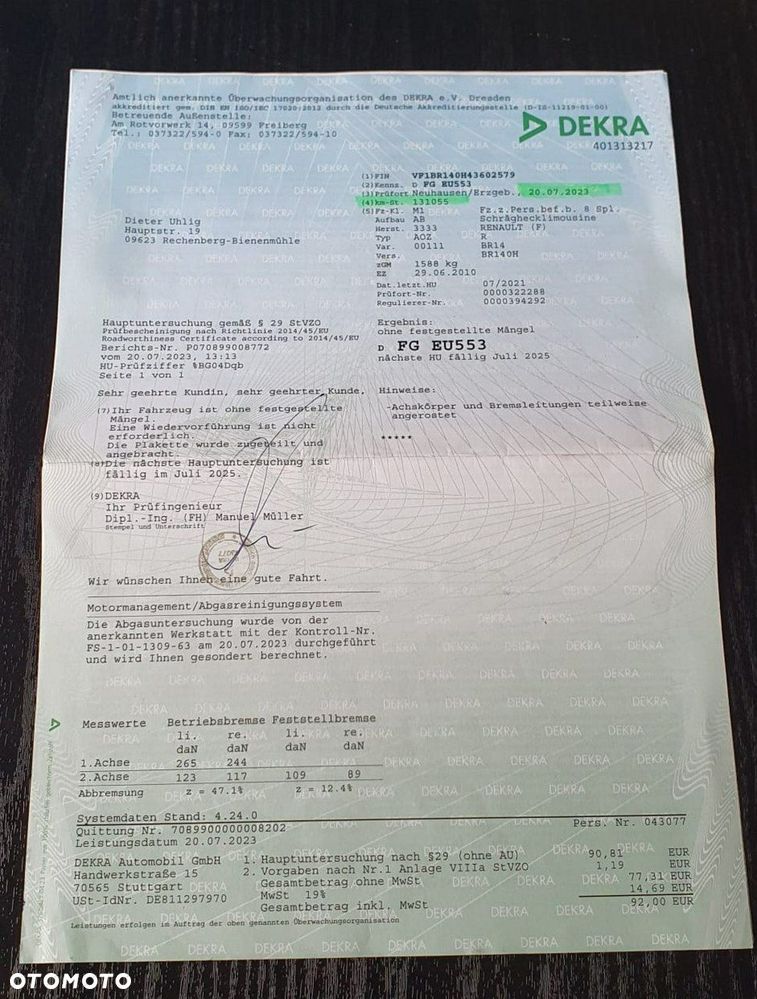 Amtlich anerkannte Überwachungsorganisation des DEKRA e.V. Dresden
akkreditiert gem. DIN EN ISO/IEC 17020:2012 durch die Deutsche Akkreditierungsstelle (D-IS-11219-01-00)
Betreuende Außenstelle:
Am Rotvorwerk 14, 09599 Freiberg
Tel.: 037322/594-0 Fax: 037322/594-10
DEKRA
401313217
(1) FIN VF1BR140H43602579
(2) Kennz. D FG EU553
(3) Prüfort Neuhausen/Erzgeb., 20.07.2023
(4) km-St. 131055
(5) Fz-Kl. M1 Fz.z.Pers.bef.b. 8 Spl.
Aufbau AB Schräghecklimousine
Herst. 3333 RENAULT (F)
Typ AOZ R
Var. 00111 BR14
Vers. BR140H
zGM 1588 kg
EZ 29.06.2010
Dat.letzt.HU 07/2021
Prüfort-Nr. 0000322288
Regulierer-Nr. 0000394292
Dieter Uhlig
Hauptstr. 19
09623 Rechenberg-Bienenmühle
Hauptuntersuchung gemäß § 29 StVZO
Prüfbescheinigung nach Richtlinie 2014/45/EU
Roadworthiness Certificate according to 2014/45/EU
Berichts-Nr. P070899008772
vom 20.07.2023, 13:13
HU-Prüfziffer %BG04Dqb
Seite 1 von 1
Ergebnis:
ohne festgestellte Mängel
D FG EU553
nächste HU fällig Juli 2025
Sehr geehrte Kundin, sehr geehrter Kunde,
(7) Ihr Fahrzeug ist ohne festgestellte
Mängel.
Eine Wiedervorführung ist nicht
erforderlich.
Die Plakette wurde zugeteilt und
angebracht.
(8) Die nächste Hauptuntersuchung ist
fällig im Juli 2025.
Hinweise:
-Achskörper und Bremsleitungen teilweise
angerostet
*****
(9) DEKRA
Ihr Prüfingenieur
Dipl.-Ing. (FH) Manuel Müller
Stempel und Unterschrift
Wir wünschen Ihnen eine gute Fahrt.
Motormanagement/Abgasreinigungssystem
Die Abgasuntersuchung wurde von der
anerkannten Werkstatt mit der Kontroll-Nr.
FS-1-01-1309-63 am 20.07.2023 durchgeführt
und wird Ihnen gesondert berechnet.
Messwerte Betriebsbremse Feststellbremse
li. re. li. re.
daN daN daN daN
1.Achse 265 244
2.Achse 123 117 109 89
Abbremsung z = 47.1% z = 12.4%
Systemdaten Stand: 4.24.0
Quittung Nr. 7089900000008202 Pers. Nr. 043077
Leistungsdatum 20.07.2023
DEKRA Automobil GmbH
Handwerkstraße 15
70565 Stuttgart
USt-IdNr. DE811297970
1. Hauptuntersuchung nach §29 (ohne AU) 90,81 EUR
2. Vorgaben nach Nr.1 Anlage VIIIa StVZO 1,19 EUR
Gesamtbetrag ohne MwSt 77,31 EUR
MwSt 19% 14,69 EUR
Gesamtbetrag inkl. MwSt 92,00 EUR
Leistungen erfolgen im Auftrag der oben genannten Überwachungsorganisation
OTOMOTO